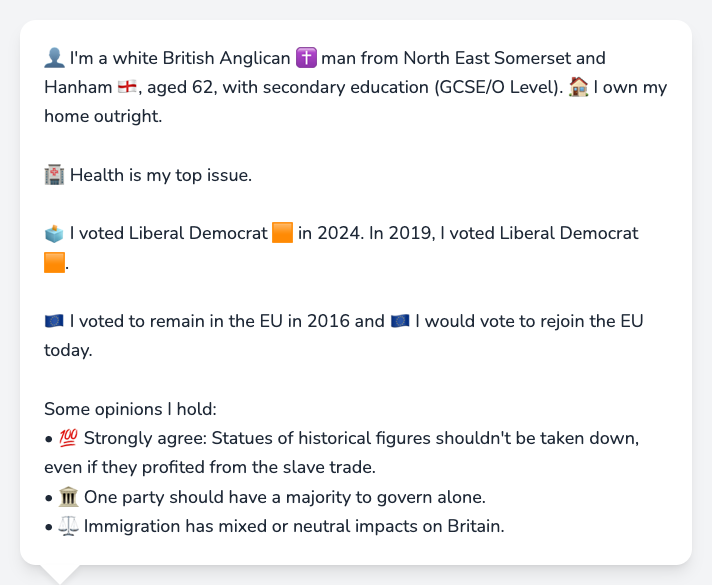 👤 I'm a white British Anglican ✝️ man from North East Somerset and
Hanham 🏴󠁧󠁢󠁥󠁮󠁧󠁿, aged 62, with secondary education (GCSE/O Level). 🏠 I own my
home outright.
🏥 Health is my top issue.
🗳️ I voted Liberal Democrat 🟧 in 2024. In 2019, I voted Liberal Democrat
🟧.
🇪🇺 I voted to remain in the EU in 2016 and 🇪🇺 I would vote to rejoin the EU
today.
Some opinions I hold:
• 💯 Strongly agree: Statues of historical figures shouldn't be taken down,
even if they profited from the slave trade.
• 🏛️ One party should have a majority to govern alone.
• ⚖️ Immigration has mixed or neutral impacts on Britain.